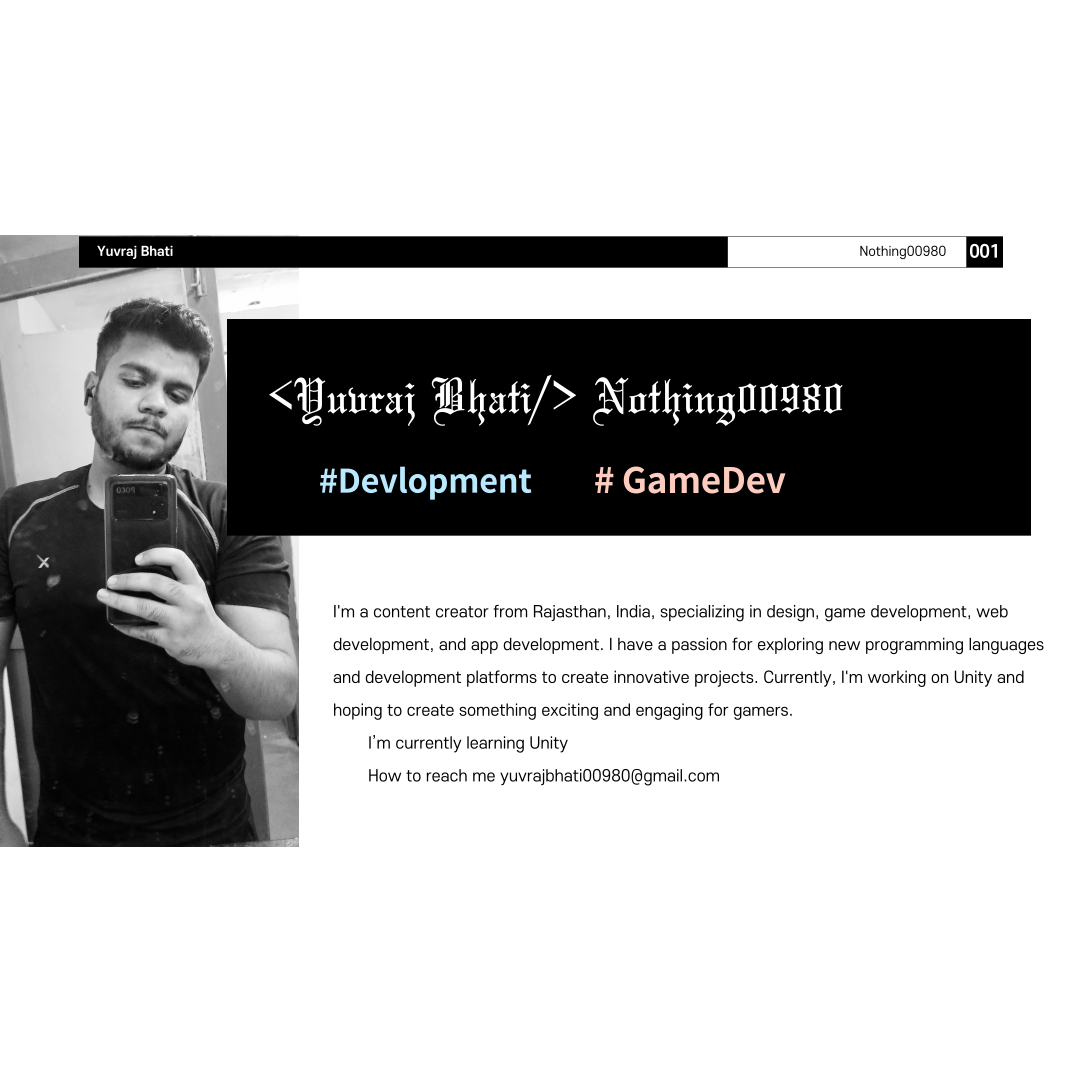 Yuvraj Bhati
Nothing00980
001
<Yuvraj Bhati/> Nothing00980
#Devlopment # GameDev
I'm a content creator from Rajasthan, India, specializing in design, game development, web
development, and app development. I have a passion for exploring new programming languages
and development platforms to create innovative projects. Currently, I'm working on Unity and
hoping to create something exciting and engaging for gamers.
I’m currently learning Unity
How to reach me yuvrajbhati00980@gmail.com